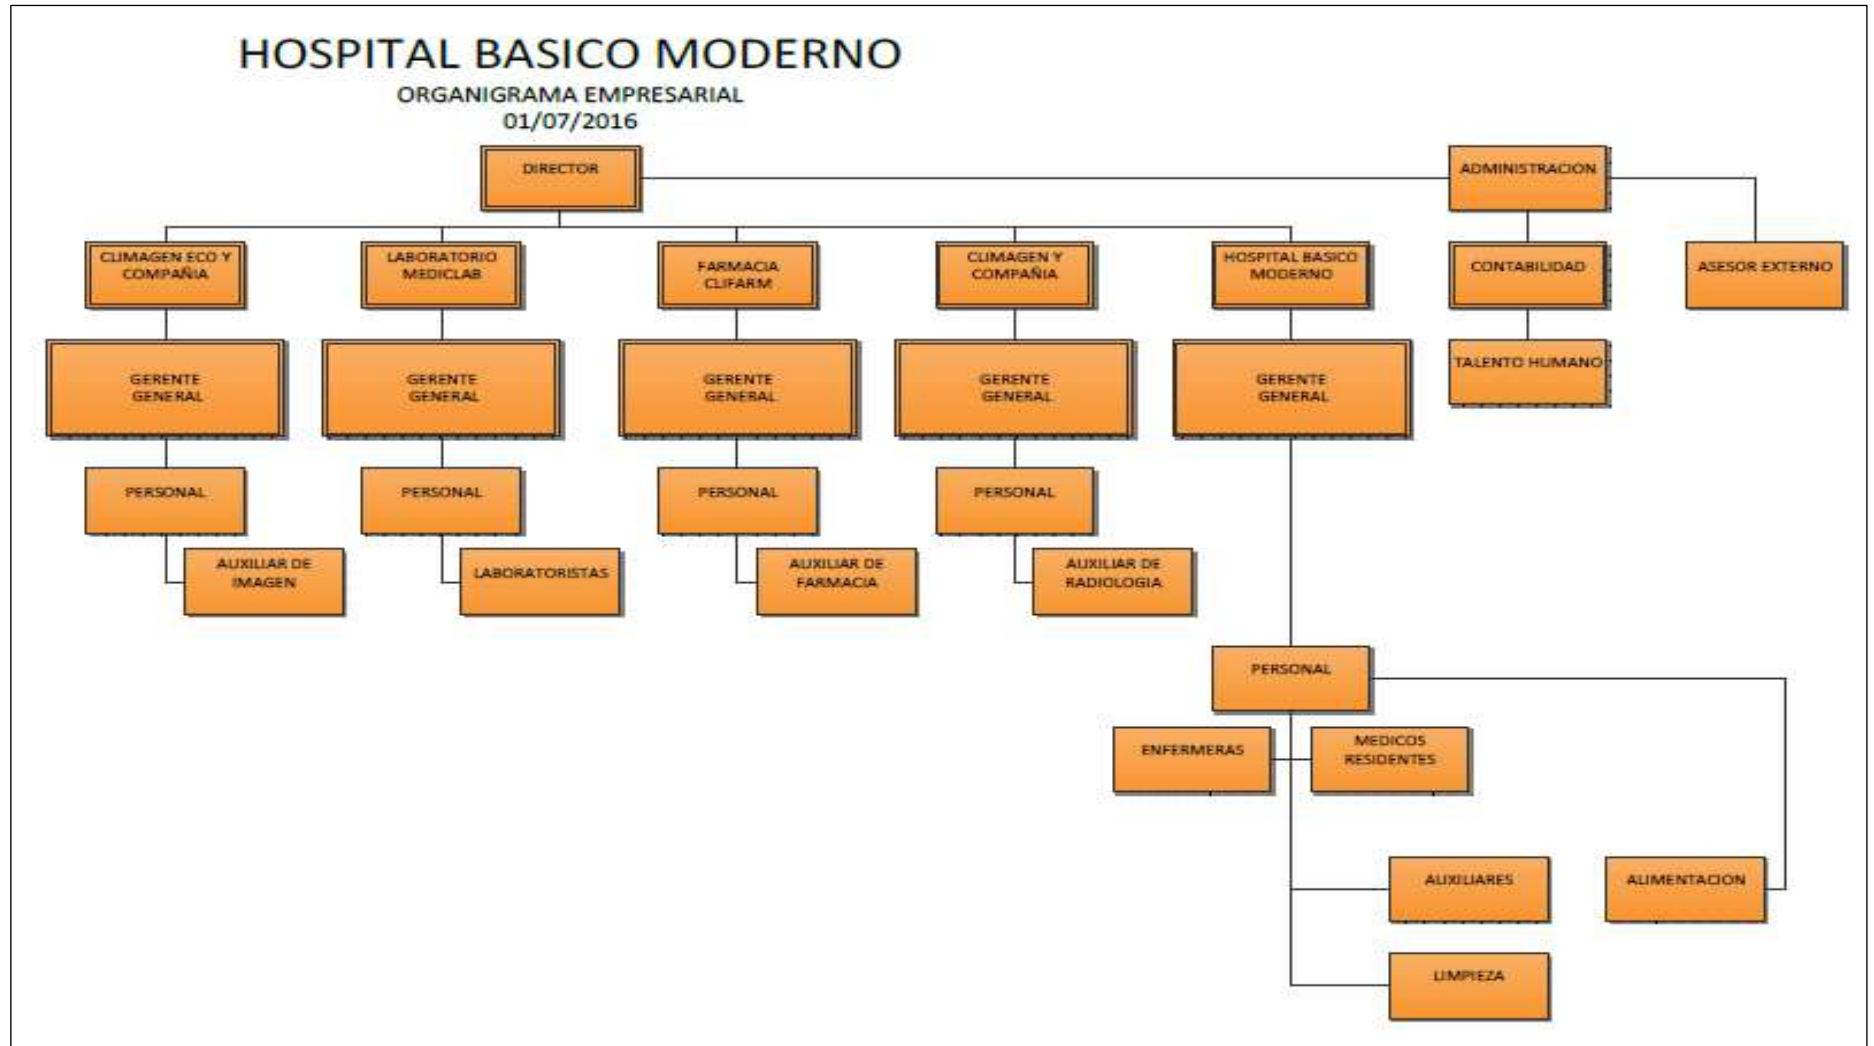 HOSPITAL BASICO MODERNO
ORGANIGRAMA EMPRESARIAL
01/07/2016
DIRECTOR
ADMINISTRACION
CLIMAGEN ECO Y
COMPAÑIA
LABORATORIO
MEDICLAB
FARMACIA
CLIFARM
CLIMAGEN Y
COMPAÑIA
HOSPITAL BASICO
MODERNO
CONTABILIDAD
ASESOR EXTERNO
GERENTE
GENERAL
GERENTE
GENERAL
GERENTE
GENERAL
GERENTE
GENERAL
GERENTE
GENERAL
TALENTO HUMANO
PERSONAL
PERSONAL
PERSONAL
PERSONAL
AUXILIAR DE
IMAGEN
LABORATORISTAS
AUXILIAR DE
FARMACIA
AUXILIAR DE
RADIOLOGIA
PERSONAL
ENFERMERAS
MEDICOS
RESIDENTES
AUXILIARES
ALIMENTACION
LIMPIEZA